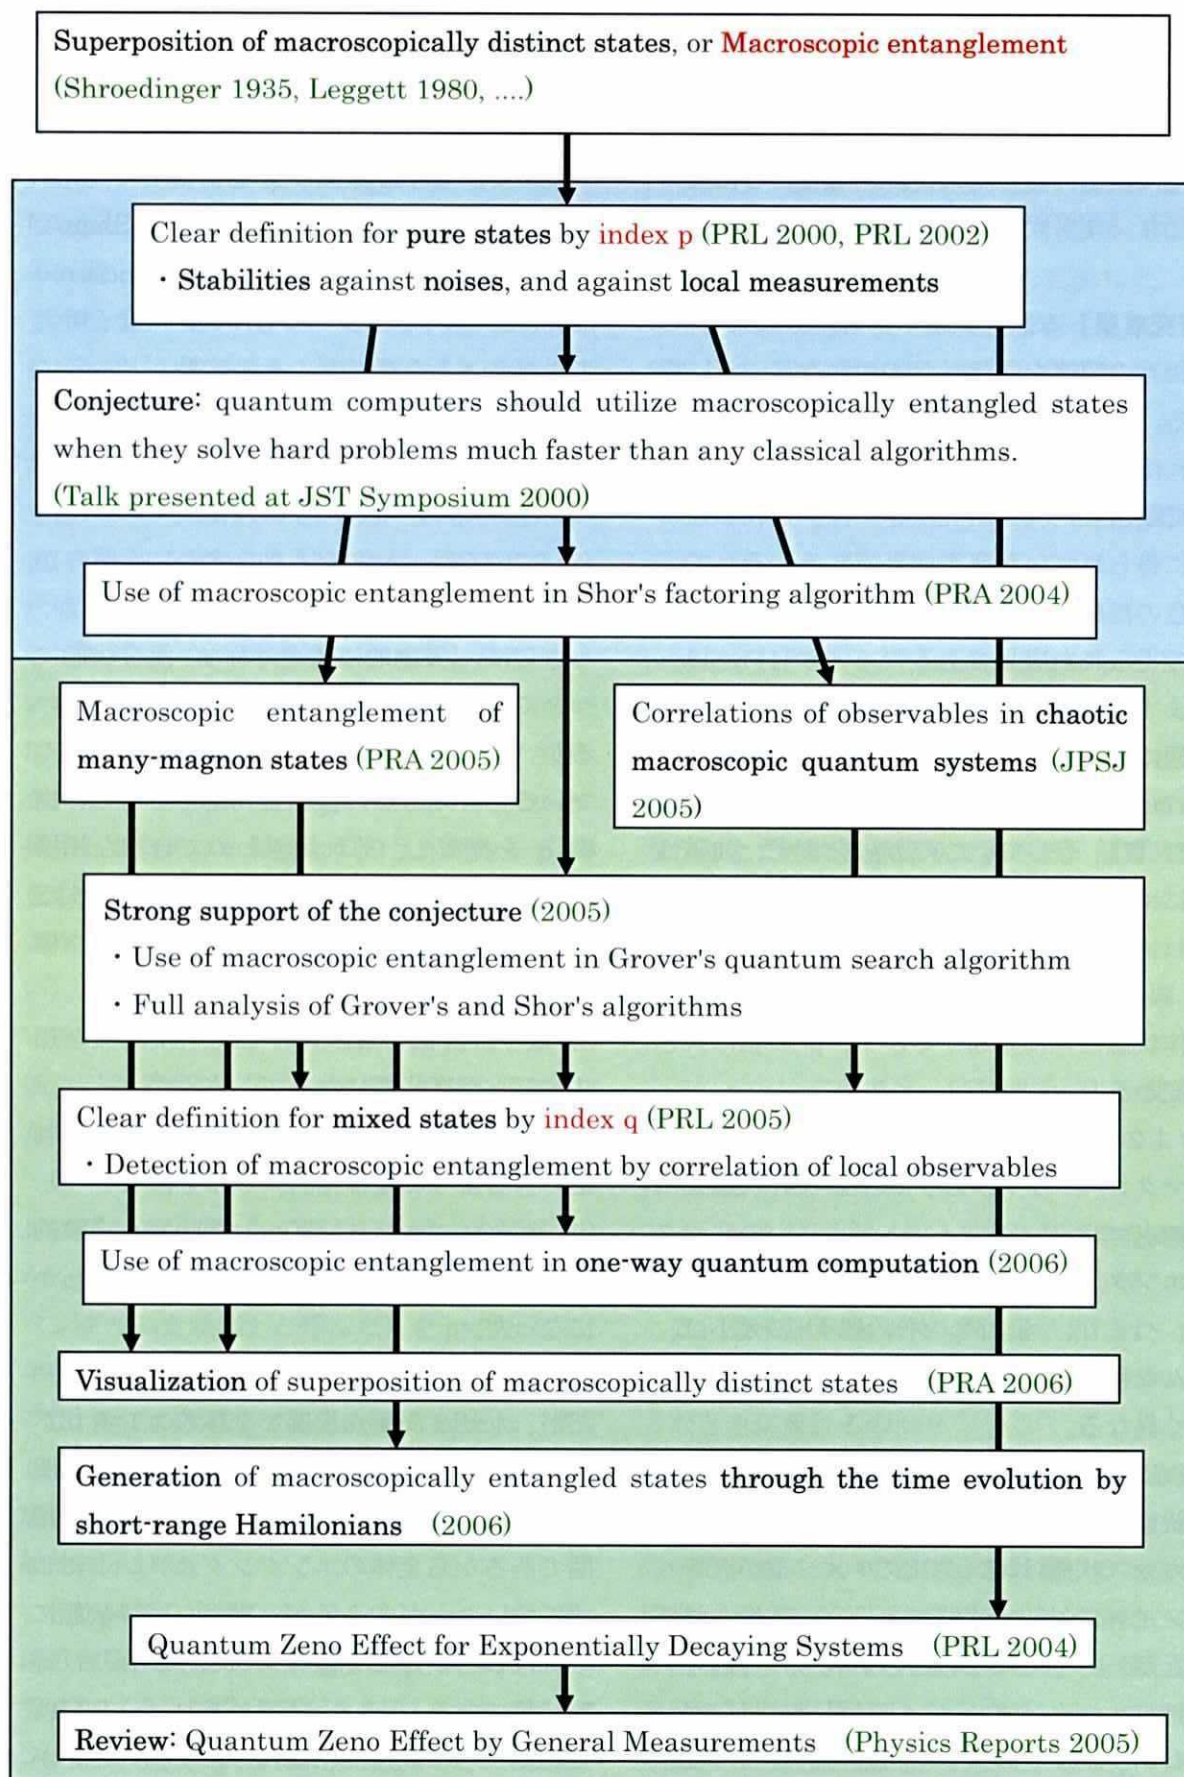 Superposition of macroscopically distinct states, or Macroscopic entanglement
(Shroedinger 1935, Leggett 1980, ....)
Clear definition for pure states by index p (PRL 2000, PRL 2002)
・Stabilities against noises, and against local measurements
Conjecture: quantum computers should utilize macroscopically entangled states
when they solve hard problems much faster than any classical algorithms.
(Talk presented at JST Symposium 2000)
Use of macroscopic entanglement in Shor's factoring algorithm (PRA 2004)
Macroscopic entanglement of
many-magnon states (PRA 2005)
Correlations of observables in chaotic
macroscopic quantum systems (JPSJ
2005)
Strong support of the conjecture (2005)
・Use of macroscopic entanglement in Grover's quantum search algorithm
・Full analysis of Grover's and Shor's algorithms
Clear definition for mixed states by index q (PRL 2005)
・Detection of macroscopic entanglement by correlation of local observables
Use of macroscopic entanglement in one-way quantum computation (2006)
Visualization of superposition of macroscopically distinct states (PRA 2006)
Generation of macroscopically entangled states through the time evolution by
short-range Hamilonians (2006)
Quantum Zeno Effect for Exponentially Decaying Systems (PRL 2004)
Review: Quantum Zeno Effect by General Measurements (Physics Reports 2005)